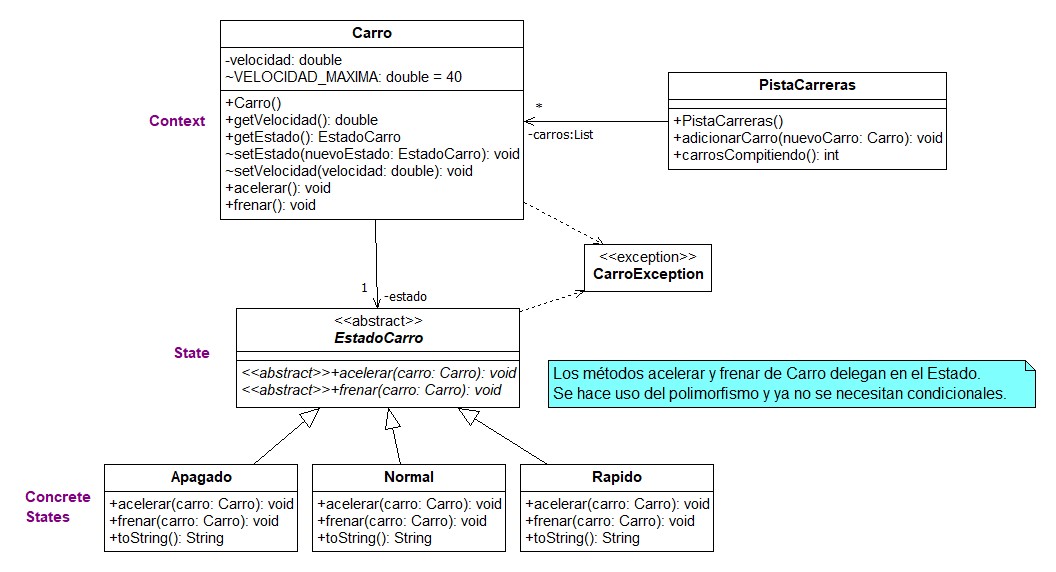 Carro
-velocidad: double
~VELOCIDAD_MAXIMA: double = 40
+Carro()
+getVelocidad(): double
+getEstado(): EstadoCarro
~setEstado(nuevoEstado: EstadoCarro): void
~setVelocidad(velocidad: double): void
+acelerar(): void
+frenar(): void
Context
PistaCarreras
+PistaCarreras()
+adicionarCarro(nuevoCarro: Carro): void
+carrosCompitiendo(): int
*
-carros:List
<<exception>>
CarroException
1
-estado
State
<<abstract>>
EstadoCarro
<<abstract>>+acelerar(carro: Carro): void
<<abstract>>+frenar(carro: Carro): void
Los métodos acelerar y frenar de Carro delegan en el Estado.
Se hace uso del polimorfismo y ya no se necesitan condicionales.
Concrete
States
Apagado
+acelerar(carro: Carro): void
+frenar(carro: Carro): void
+toString(): String
Normal
+acelerar(carro: Carro): void
+frenar(carro: Carro): void
+toString(): String
Rapido
+acelerar(carro: Carro): void
+frenar(carro: Carro): void
+toString(): String